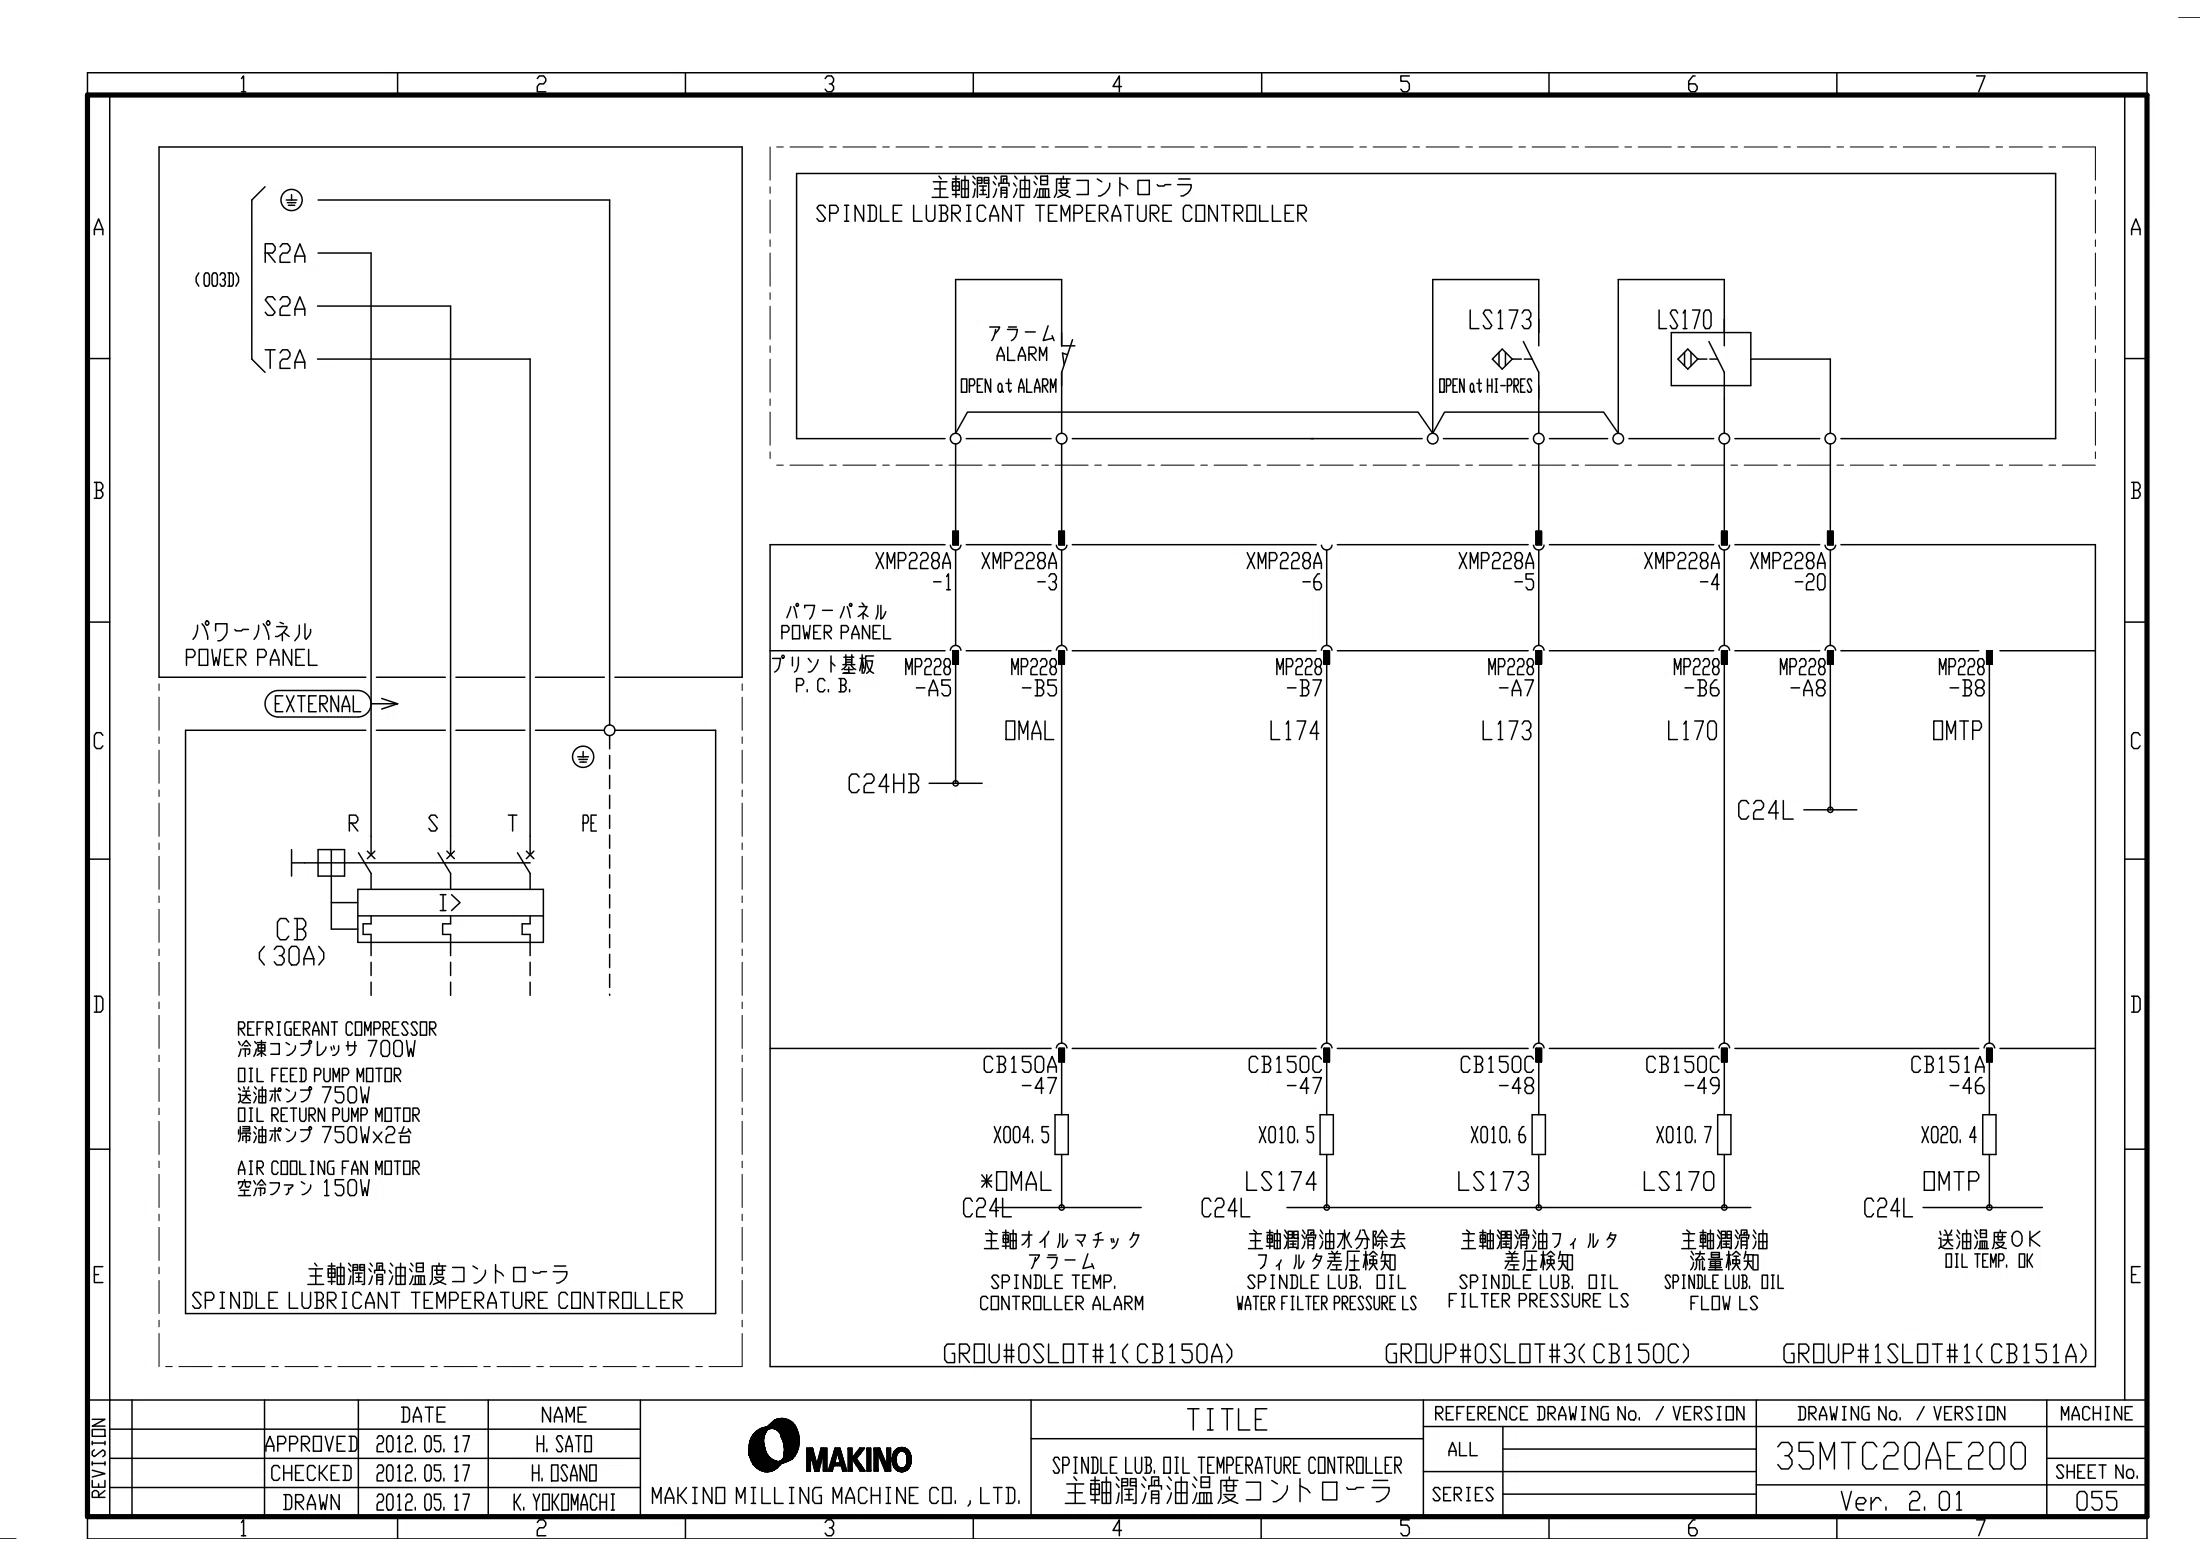 1 2 3 4 5 6 7
A
B
C
D
E
(003D)
R2A
S2A
T2A
パワーパネル
POWER PANEL
EXTERNAL
R S T PE
I>
CB
(30A)
REFRIGERANT COMPRESSOR
冷凍コンプレッサ 700W
OIL FEED PUMP MOTOR
送油ポンプ 750W
OIL RETURN PUMP MOTOR
帰油ポンプ 750W×2台
AIR COOLING FAN MOTOR
空冷ファン 150W
主軸潤滑油温度コントローラ
SPINDLE LUBRICANT TEMPERATURE CONTROLLER
主軸潤滑油温度コントローラ
SPINDLE LUBRICANT TEMPERATURE CONTROLLER
アラーム
ALARM
OPEN at ALARM
LS173
OPEN at HI-PRES
LS170
XMP228A XMP228A XMP228A XMP228A XMP228A XMP228A
-1 -3 -6 -5 -4 -20
パワーパネル
POWER PANEL
プリント基板
P.C.B.
MP228 MP228 MP228 MP228 MP228 MP228 MP228
-A5 -B5 -B7 -A7 -B6 -A8 -B8
OMAL L174 L173 L170 OMTP
C24HB
C24L
CB150A CB150C CB150C CB150C CB151A
-47 -47 -48 -49 -46
X004.5 X010.5 X010.6 X010.7 X020.4
*OMAL LS174 LS173 LS170 OMTP
C24L C24L C24L
主軸オイルマチック
アラーム
SPINDLE TEMP.
CONTROLLER ALARM
主軸潤滑油水分除去
フィルタ差圧検知
SPINDLE LUB. OIL
WATER FILTER PRESSURE LS
主軸潤滑油フィルタ
差圧検知
SPINDLE LUB. OIL
FILTER PRESSURE LS
主軸潤滑油
流量検知
SPINDLE LUB. OIL
FLOW LS
送油温度OK
OIL TEMP. OK
GROU#0SLOT#1(CB150A) GROUP#0SLOT#3(CB150C) GROUP#1SLOT#1(CB151A)
A
B
C
D
E
REVISION
DATE NAME
APPROVED 2012.05.17 H. SATO
CHECKED 2012.05.17 H. OSANO
DRAWN 2012.05.17 K. YOKOMACHI
MAKINO
MAKINO MILLING MACHINE CO.,LTD.
TITLE
SPINDLE LUB. OIL TEMPERATURE CONTROLLER
主軸潤滑油温度コントローラ
REFERENCE DRAWING No. / VERSION
ALL
SERIES
DRAWING No. / VERSION
35MTC20AE200
Ver. 2.01
MACHINE
SHEET No.
055
1 2 3 4 5 6 7